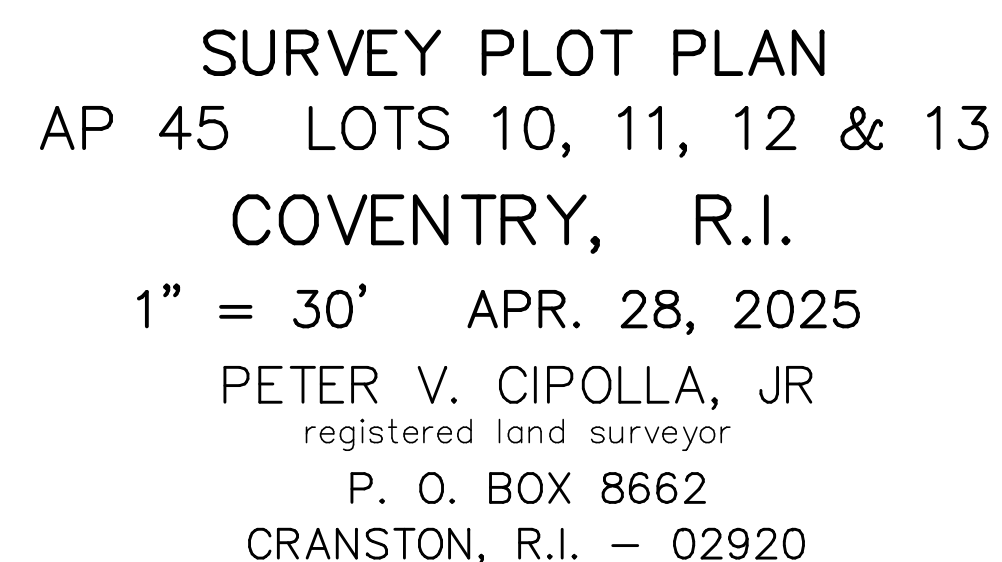 SURVEY PLOT PLAN
AP 45 LOTS 10, 11, 12 & 13
COVENTRY, R.I.
1" = 30' APR. 28, 2025
PETER V. CIPOLLA, JR
registered land surveyor
P. O. BOX 8662
CRANSTON, R.I. – 02920